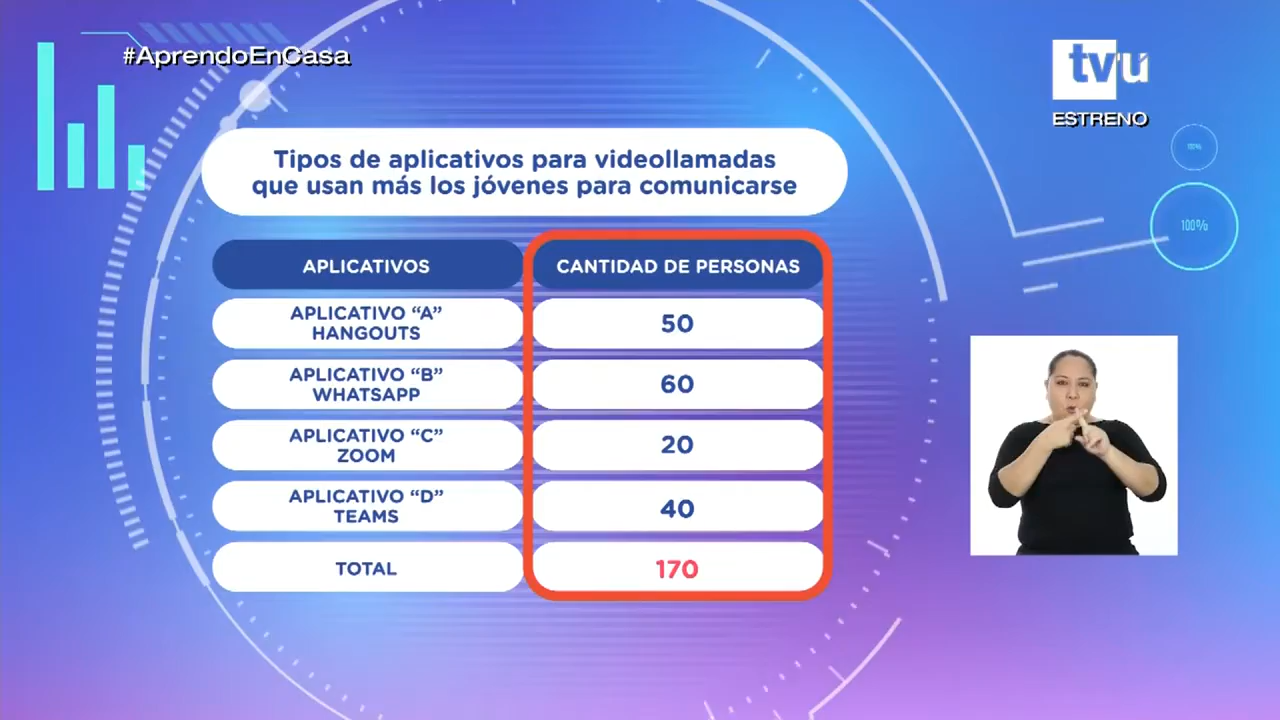 #AprendoEnCasa
tvu
ESTRENO
Tipos de aplicativos para videollamadas
que usan más los jóvenes para comunicarse
APLICATIVOS
CANTIDAD DE PERSONAS
APLICATIVO “A”
HANGOUTS
50
APLICATIVO “B”
WHATSAPP
60
APLICATIVO “C”
ZOOM
20
APLICATIVO “D”
TEAMS
40
TOTAL
170
100%